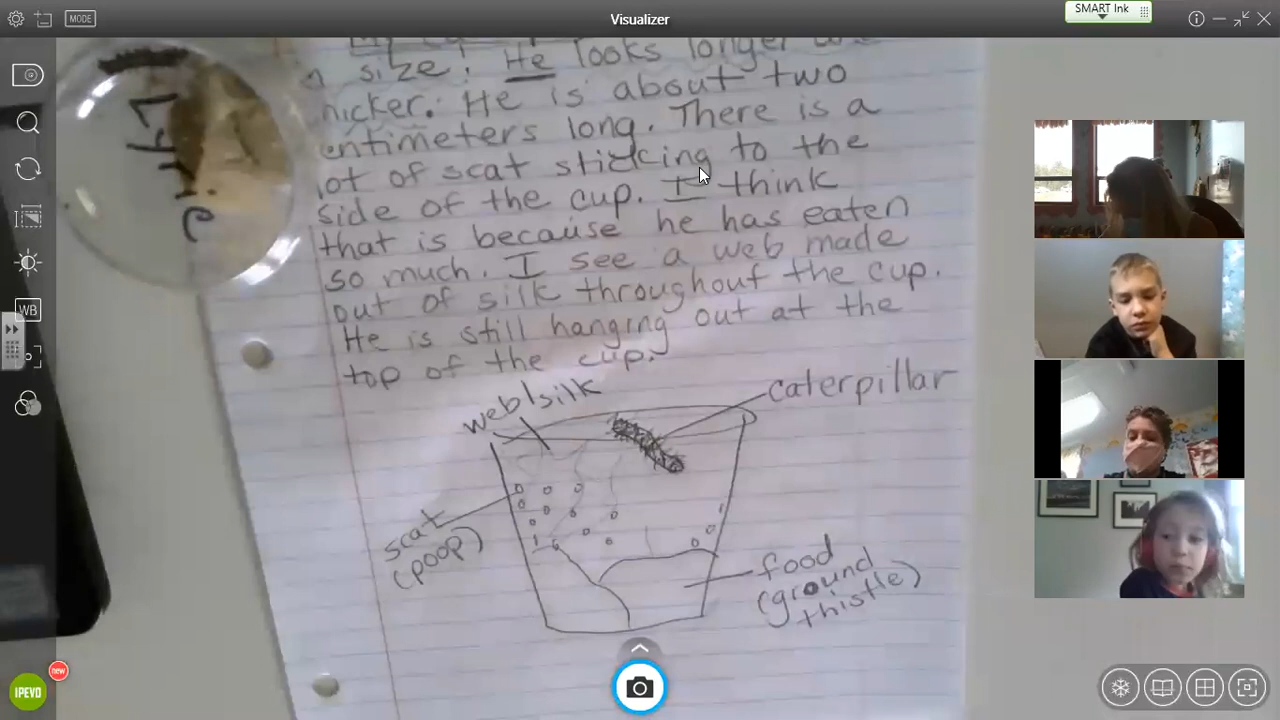 Visualizer
SMART Ink
MODE
size! He looks longer
hicker. He is about two
entimeters long. There is a
lot of scat sticking to the
side of the cup. I think
that is because he has eaten
so much. I see a web made
out of silk throughout the cup.
He is still hanging out at the
top of the cup.
web/silk
caterpillar
scat
(poop)
food
(ground
thistle)
WB
new
IPEVO